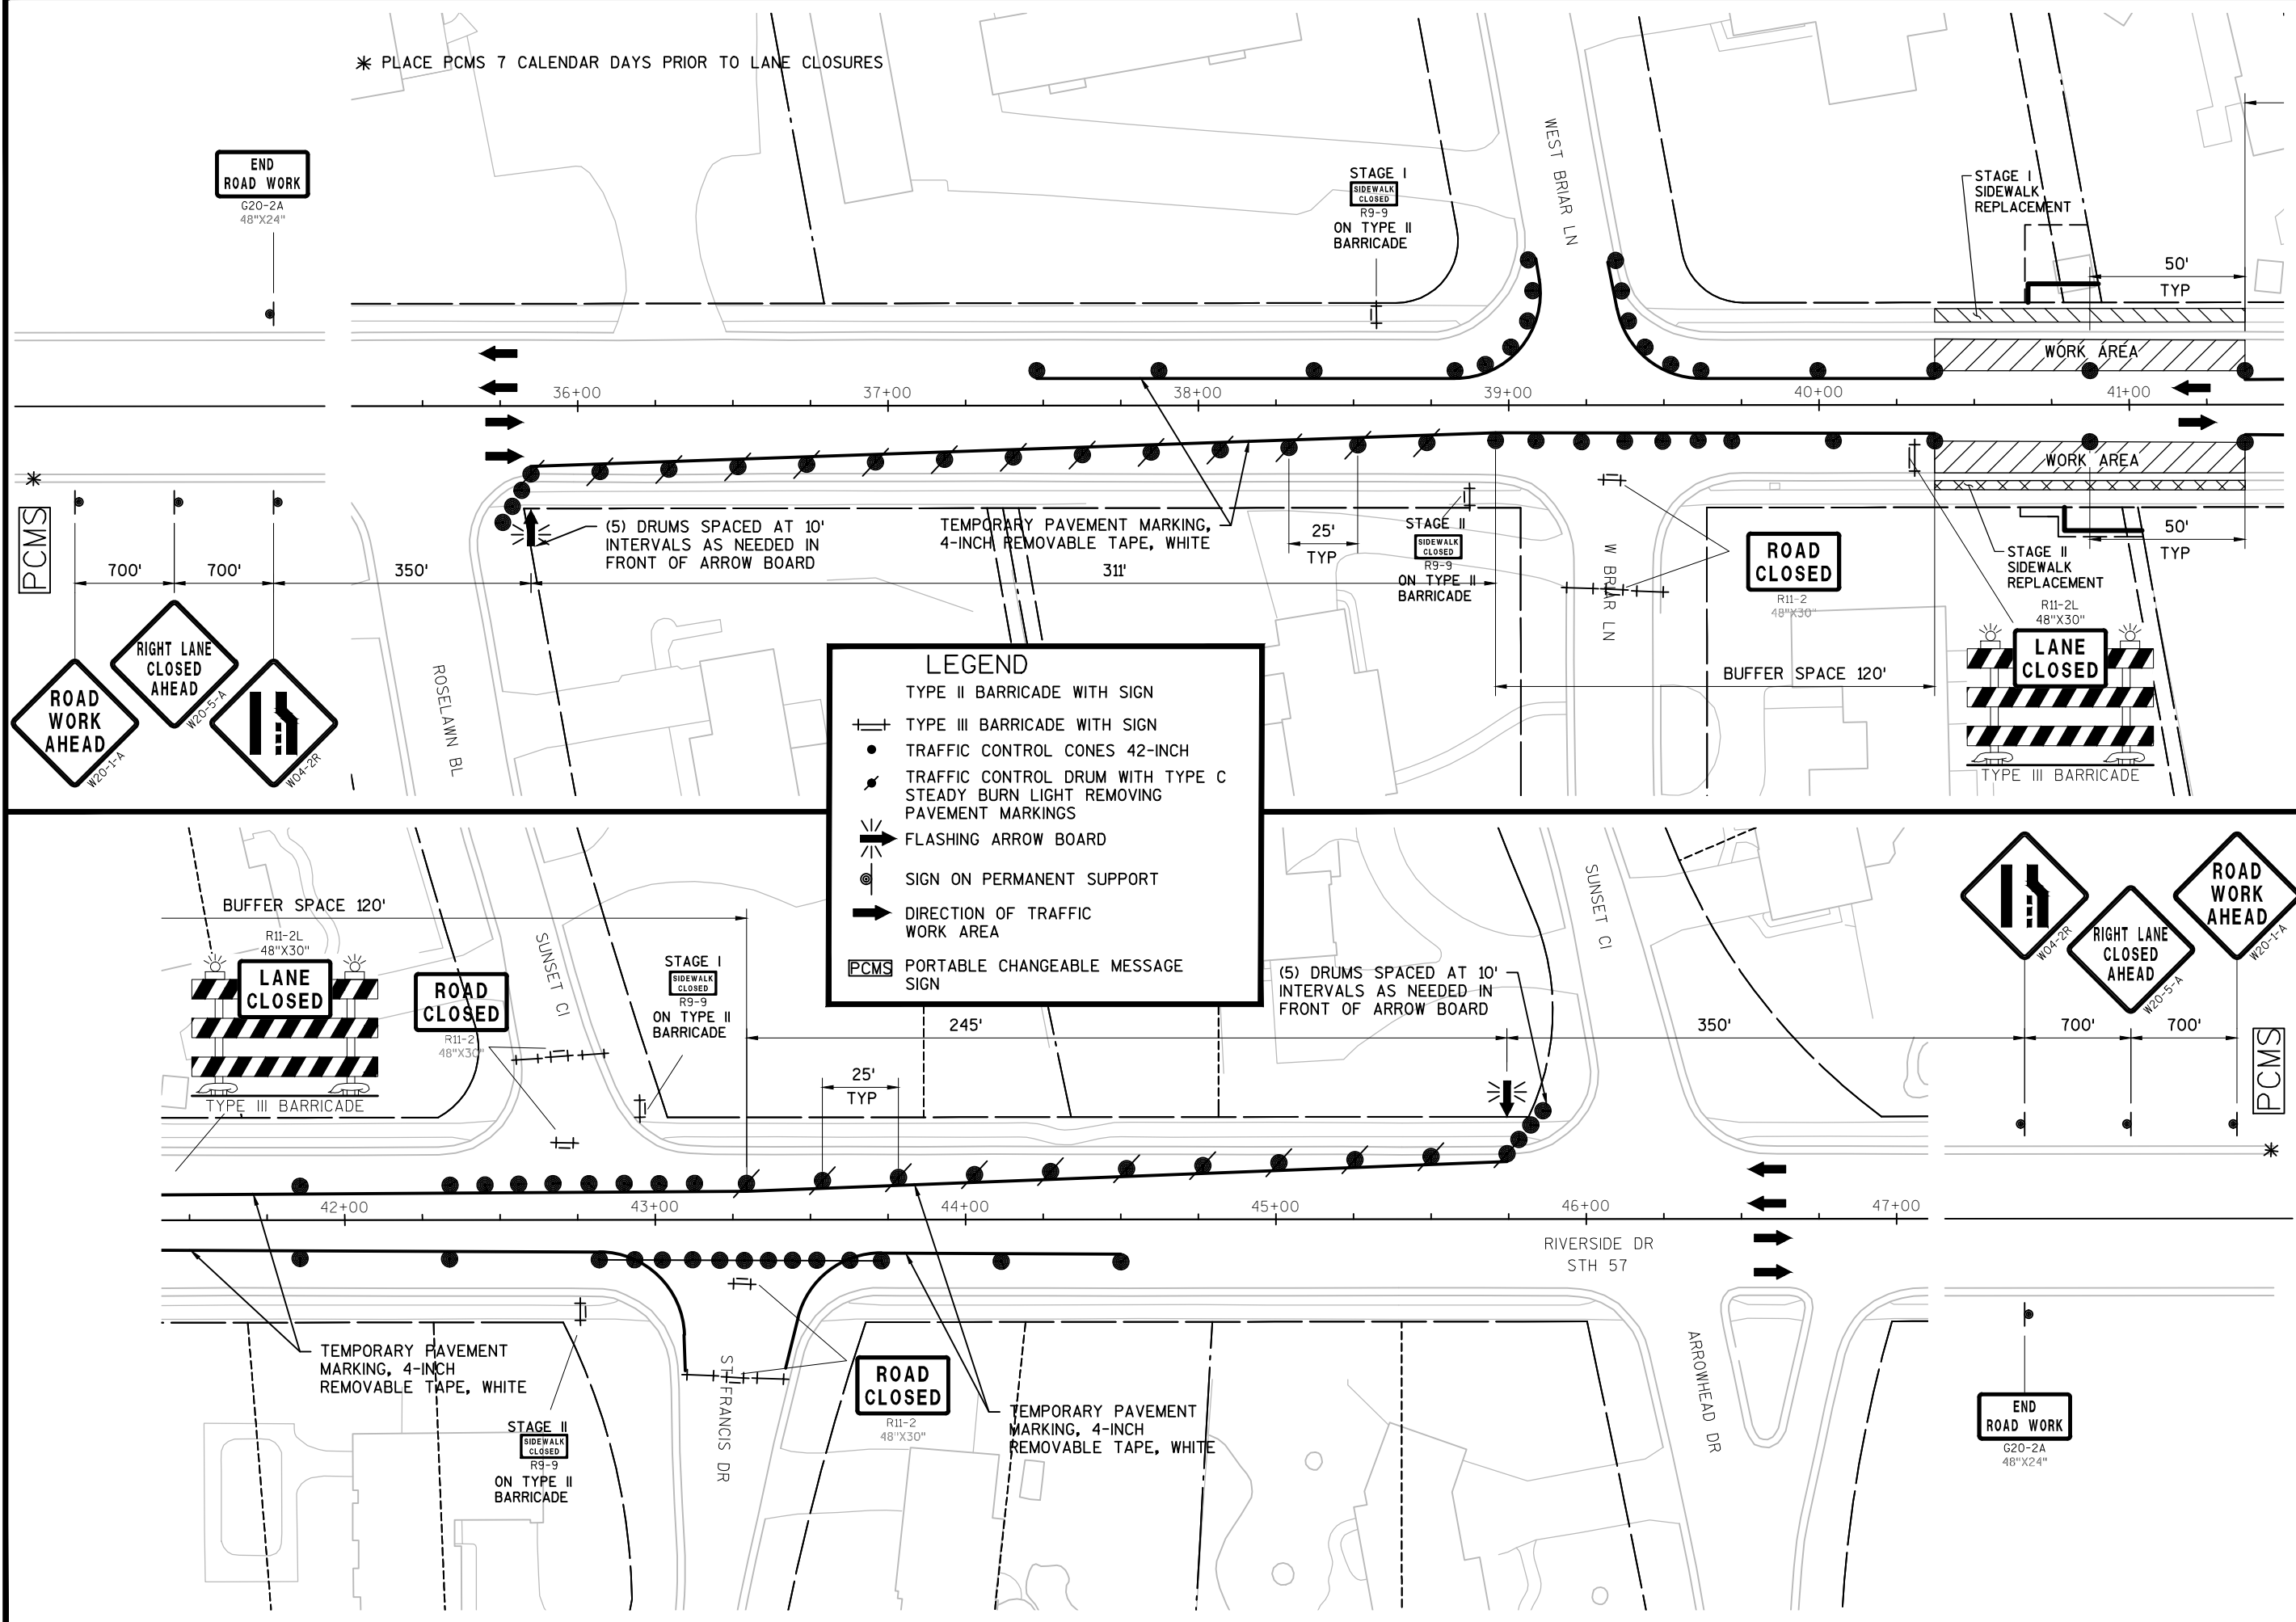 * PLACE PCMS 7 CALENDAR DAYS PRIOR TO LANE CLOSURES
END
ROAD WORK
G20-2A
48"X24"
STAGE I
SIDEWALK
CLOSED
R9-9
ON TYPE II
BARRICADE
WEST BRIAR LN
STAGE I
SIDEWALK
REPLACEMENT
50'
TYP
WORK AREA
36+00
37+00
38+00
39+00
40+00
41+00
WORK AREA
*
PCMS
700'
700'
350'
(5) DRUMS SPACED AT 10'
INTERVALS AS NEEDED IN
FRONT OF ARROW BOARD
TEMPORARY PAVEMENT MARKING,
4-INCH REMOVABLE TAPE, WHITE
25'
TYP
311'
STAGE II
SIDEWALK
CLOSED
R9-9
ON TYPE II
BARRICADE
W BRIAR LN
ROAD
CLOSED
R11-2
48"X30"
STAGE II
SIDEWALK
REPLACEMENT
50'
TYP
R11-2L
48"X30"
LANE
CLOSED
TYPE III BARRICADE
BUFFER SPACE 120'
ROAD
WORK
AHEAD
W20-1-A
RIGHT LANE
CLOSED
AHEAD
W20-5-A
W04-2R
ROSELAWN BL
LEGEND
TYPE II BARRICADE WITH SIGN
TYPE III BARRICADE WITH SIGN
TRAFFIC CONTROL CONES 42-INCH
TRAFFIC CONTROL DRUM WITH TYPE C
STEADY BURN LIGHT REMOVING
PAVEMENT MARKINGS
FLASHING ARROW BOARD
SIGN ON PERMANENT SUPPORT
DIRECTION OF TRAFFIC
WORK AREA
PCMS PORTABLE CHANGEABLE MESSAGE
SIGN
BUFFER SPACE 120'
R11-2L
48"X30"
LANE
CLOSED
TYPE III BARRICADE
ROAD
CLOSED
R11-2
48"X30"
SUNSET CI
STAGE I
SIDEWALK
CLOSED
R9-9
ON TYPE II
BARRICADE
245'
25'
TYP
(5) DRUMS SPACED AT 10'
INTERVALS AS NEEDED IN
FRONT OF ARROW BOARD
SUNSET CI
350'
700'
700'
W04-2R
RIGHT LANE
CLOSED
AHEAD
W20-5-A
ROAD
WORK
AHEAD
W20-1-A
PCMS
*
42+00
43+00
44+00
45+00
46+00
47+00
RIVERSIDE DR
STH 57
TEMPORARY PAVEMENT
MARKING, 4-INCH
REMOVABLE TAPE, WHITE
STAGE II
SIDEWALK
CLOSED
R9-9
ON TYPE II
BARRICADE
ST FRANCIS DR
ROAD
CLOSED
R11-2
48"X30"
TEMPORARY PAVEMENT
MARKING, 4-INCH
REMOVABLE TAPE, WHITE
ARROWHEAD DR
END
ROAD WORK
G20-2A
48"X24"